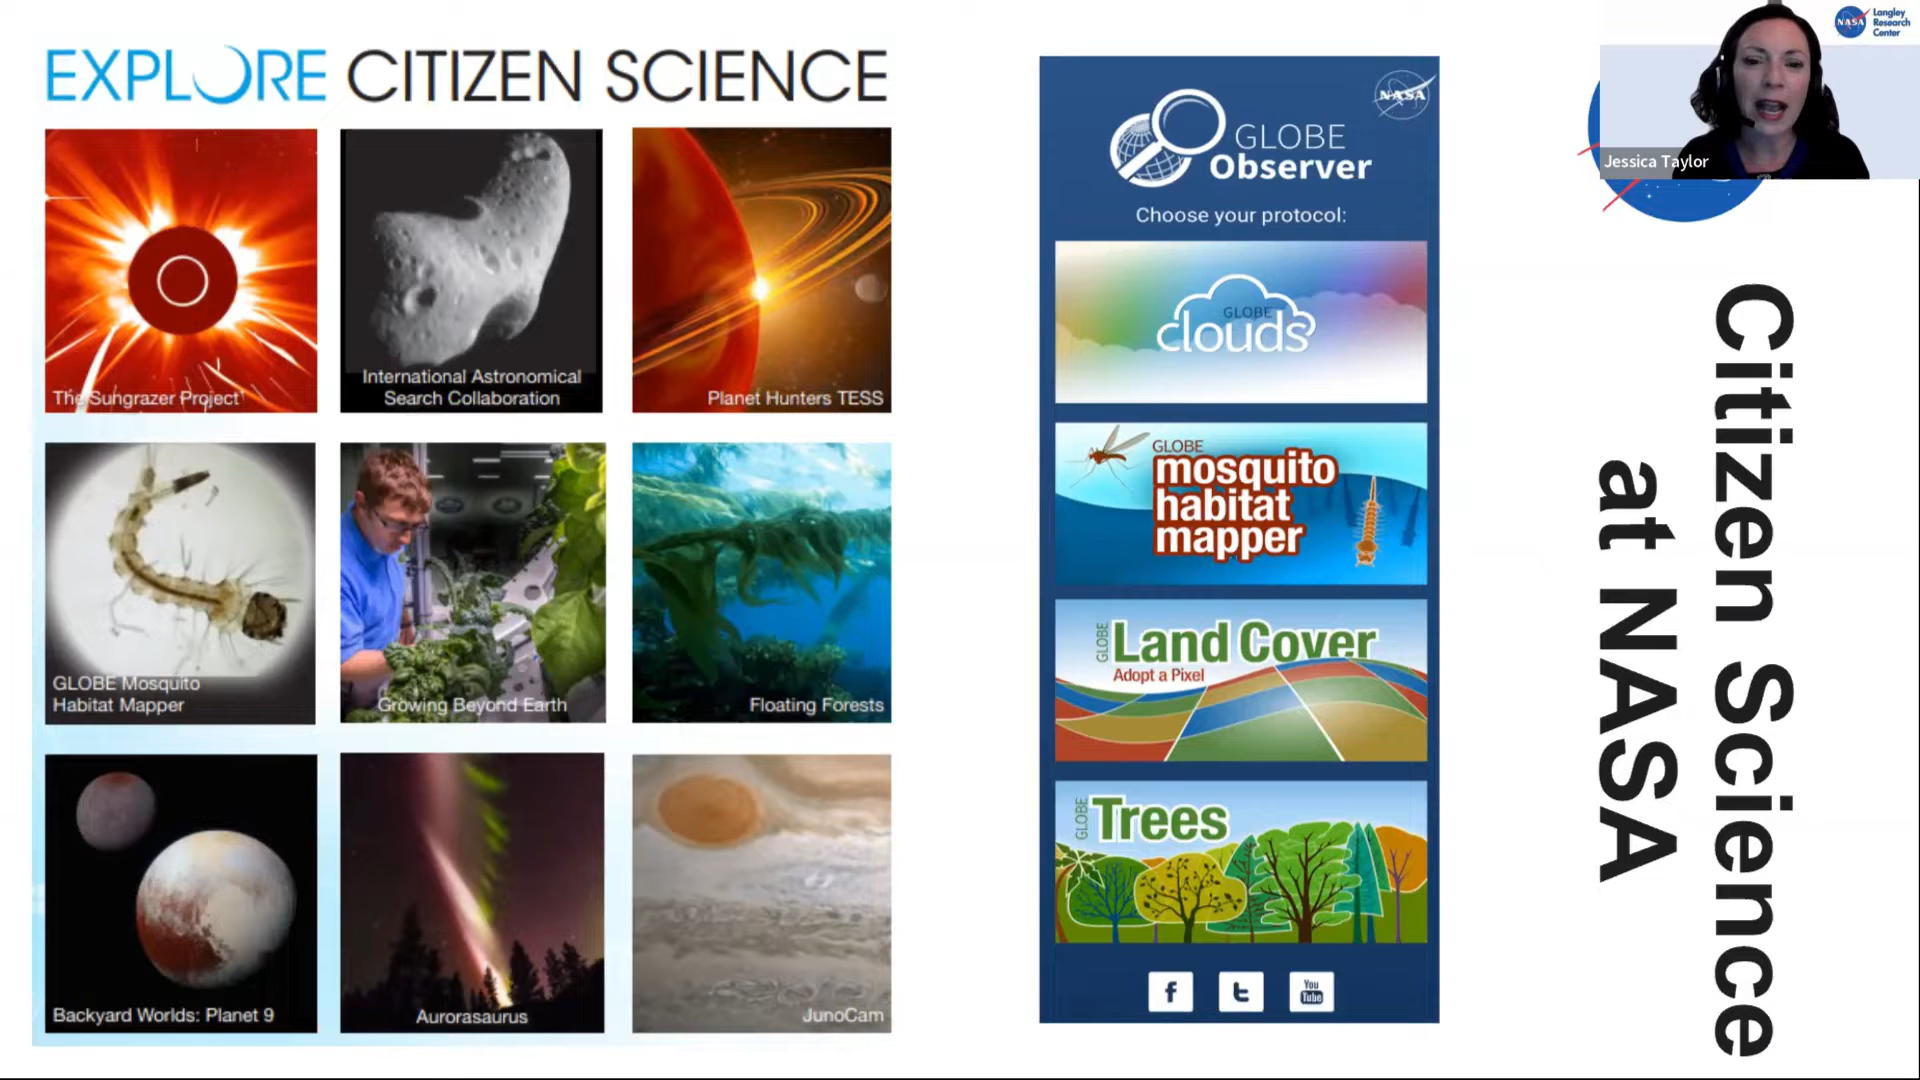 EXPLORE CITIZEN SCIENCE
The Sungrazer Project
International Astronomical
Search Collaboration
Planet Hunters TESS
GLOBE Mosquito
Habitat Mapper
Growing Beyond Earth
Floating Forests
Backyard Worlds: Planet 9
Aurorasaurus
JunoCam
NASA
GLOBE
Observer
Choose your protocol:
GLOBE
clouds
GLOBE
mosquito
habitat
mapper
GLOBE
Land Cover
Adopt a Pixel
GLOBE
Trees
f
t
You
Tube
NASA
Langley
Research
Center
Jessica Taylor
Citizen Science
at NASA